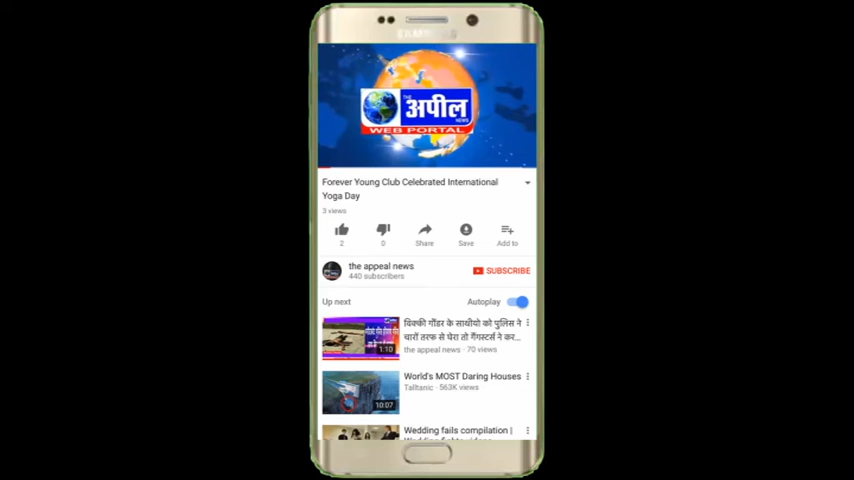 SAMSUNG
THE
अपील
NEWS
WEB PORTAL
Forever Young Club Celebrated International
Yoga Day
3 views
2
0
Share
Save
Add to
the appeal news
440 subscribers
SUBSCRIBE
Up next
Autoplay
विक्की गौंडर के साथीयो को पुलिस ने
चारों तरफ से घेरा तो गैंगस्टर्स ने कर...
the appeal news · 70 views
1:10
World's MOST Daring Houses
Talltanic · 563K views
10:07
Wedding fails compilation |